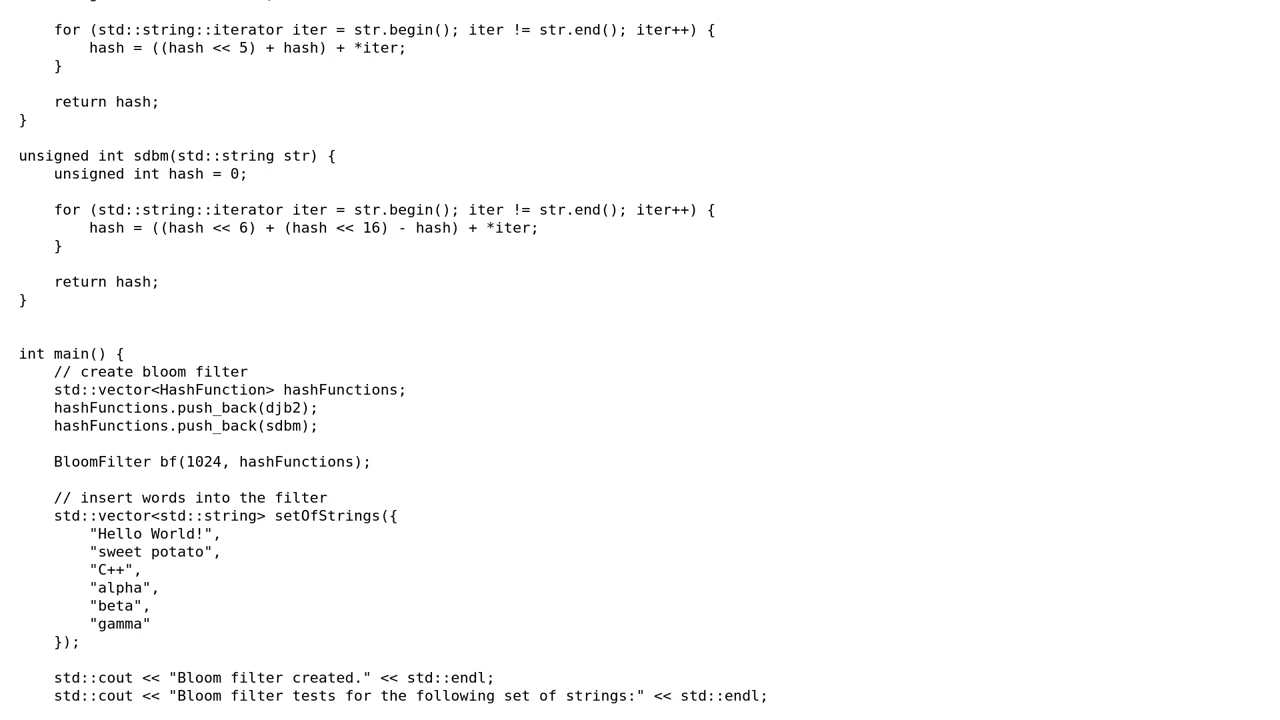 for (std::string::iterator iter = str.begin(); iter != str.end(); iter++) {
        hash = ((hash << 5) + hash) + *iter;
    }

    return hash;
}

unsigned int sdbm(std::string str) {
    unsigned int hash = 0;

    for (std::string::iterator iter = str.begin(); iter != str.end(); iter++) {
        hash = ((hash << 6) + (hash << 16) - hash) + *iter;
    }

    return hash;
}


int main() {
    // create bloom filter
    std::vector<HashFunction> hashFunctions;
    hashFunctions.push_back(djb2);
    hashFunctions.push_back(sdbm);

    BloomFilter bf(1024, hashFunctions);

    // insert words into the filter
    std::vector<std::string> setOfStrings({
        "Hello World!",
        "sweet potato",
        "C++",
        "alpha",
        "beta",
        "gamma"
    });

    std::cout << "Bloom filter created." << std::endl;
    std::cout << "Bloom filter tests for the following set of strings:" << std::endl;